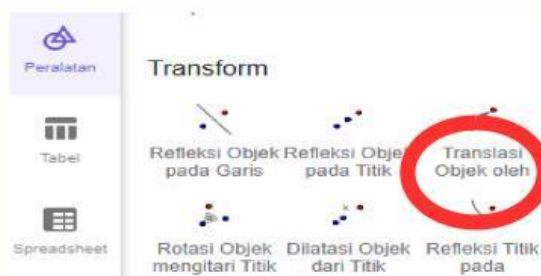 Peralatan
Transform
Tabel
Refleksi Objek pada Garis
Refleksi Objek pada Titik
Translasi Objek oleh
Spreadsheet
Rotasi Objek mengitari Titik
Dilatasi Objek dari Titik
Refleksi Titik pada